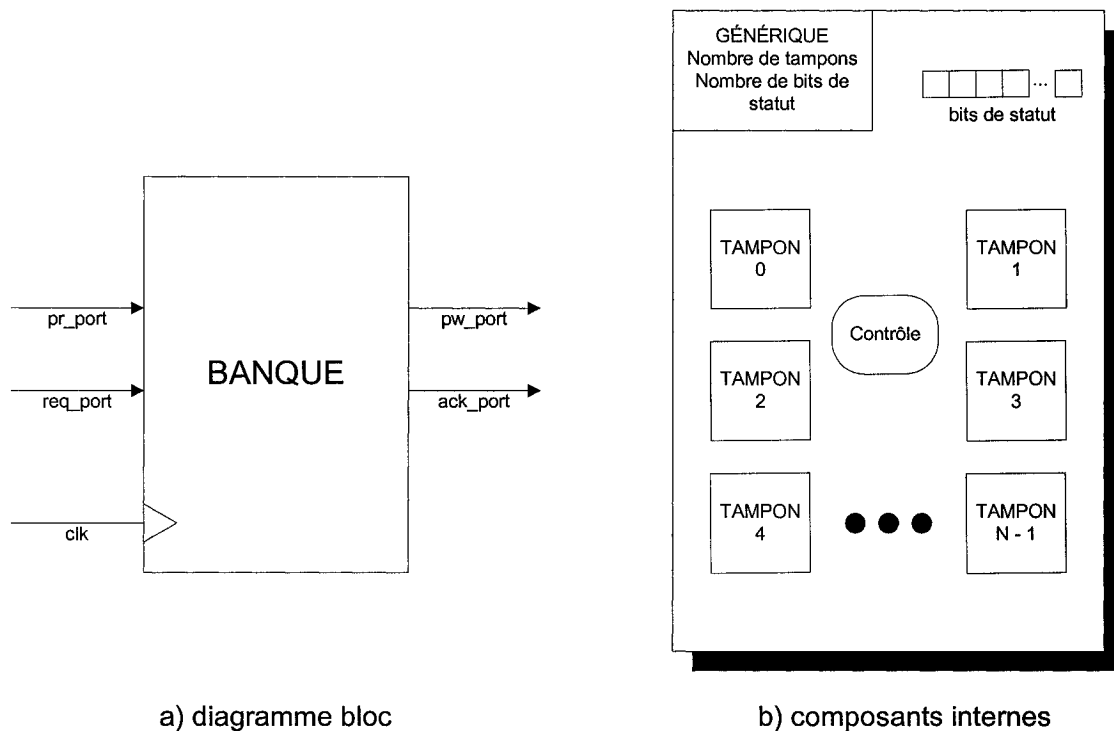 pr_port
req_port
clk
BANQUE
pw_port
ack_port
a) diagramme bloc
GÉNÉRIQUE
Nombre de tampons
Nombre de bits de
statut
...
bits de statut
TAMPON
0
TAMPON
1
Contrôle
TAMPON
2
TAMPON
3
TAMPON
4
TAMPON
N - 1
b) composants internes